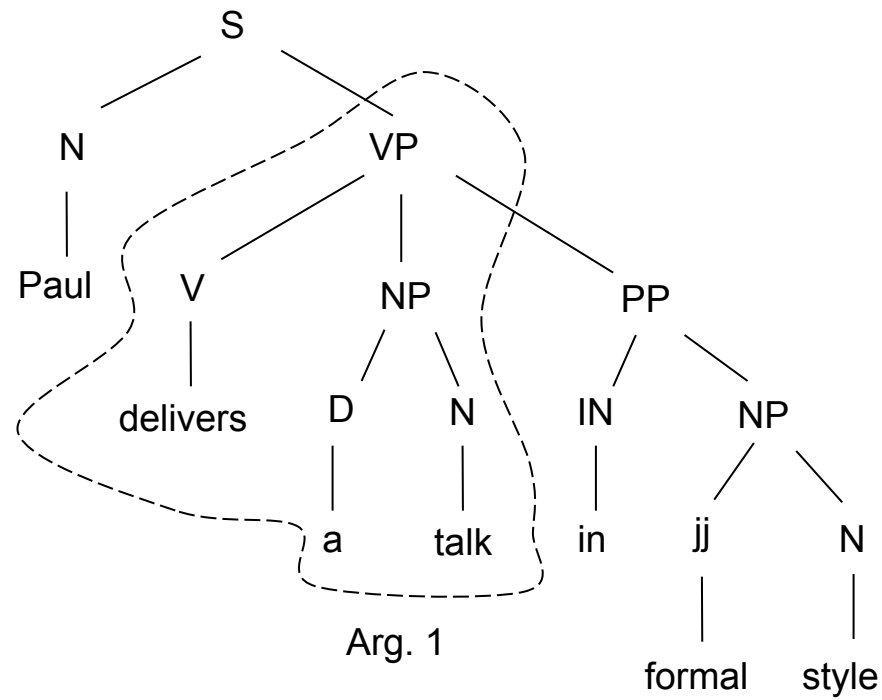 S
N VP
Paul V NP PP
delivers D N IN NP
a talk in jj N
Arg. 1
formal style